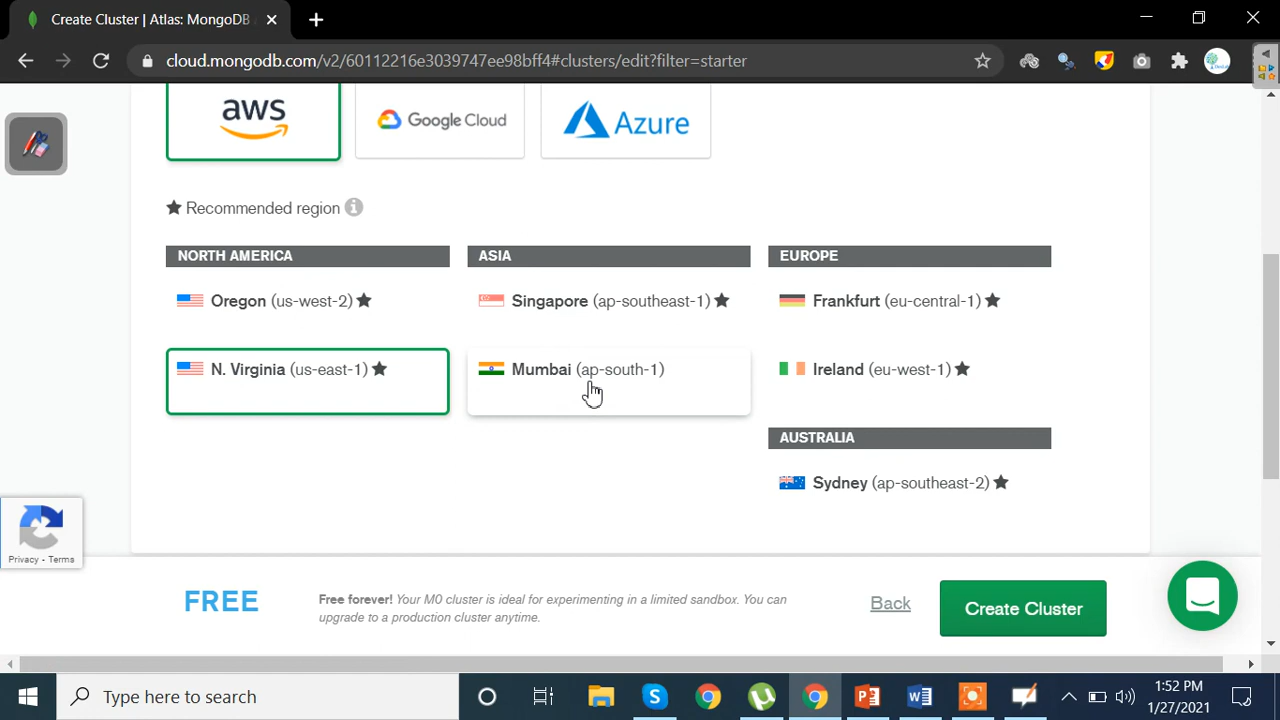 Create Cluster | Atlas: MongoDB
cloud.mongodb.com/v2/60112216e3039747ee98bff4#clusters/edit?filter=starter
aws
Google Cloud
Azure
Recommended region
NORTH AMERICA
Oregon (us-west-2)
N. Virginia (us-east-1)
ASIA
Singapore (ap-southeast-1)
Mumbai (ap-south-1)
EUROPE
Frankfurt (eu-central-1)
Ireland (eu-west-1)
AUSTRALIA
Sydney (ap-southeast-2)
Privacy - Terms
FREE
Free forever! Your M0 cluster is ideal for experimenting in a limited sandbox. You can
upgrade to a production cluster anytime.
Back
Create Cluster
Type here to search
1:52 PM
1/27/2021